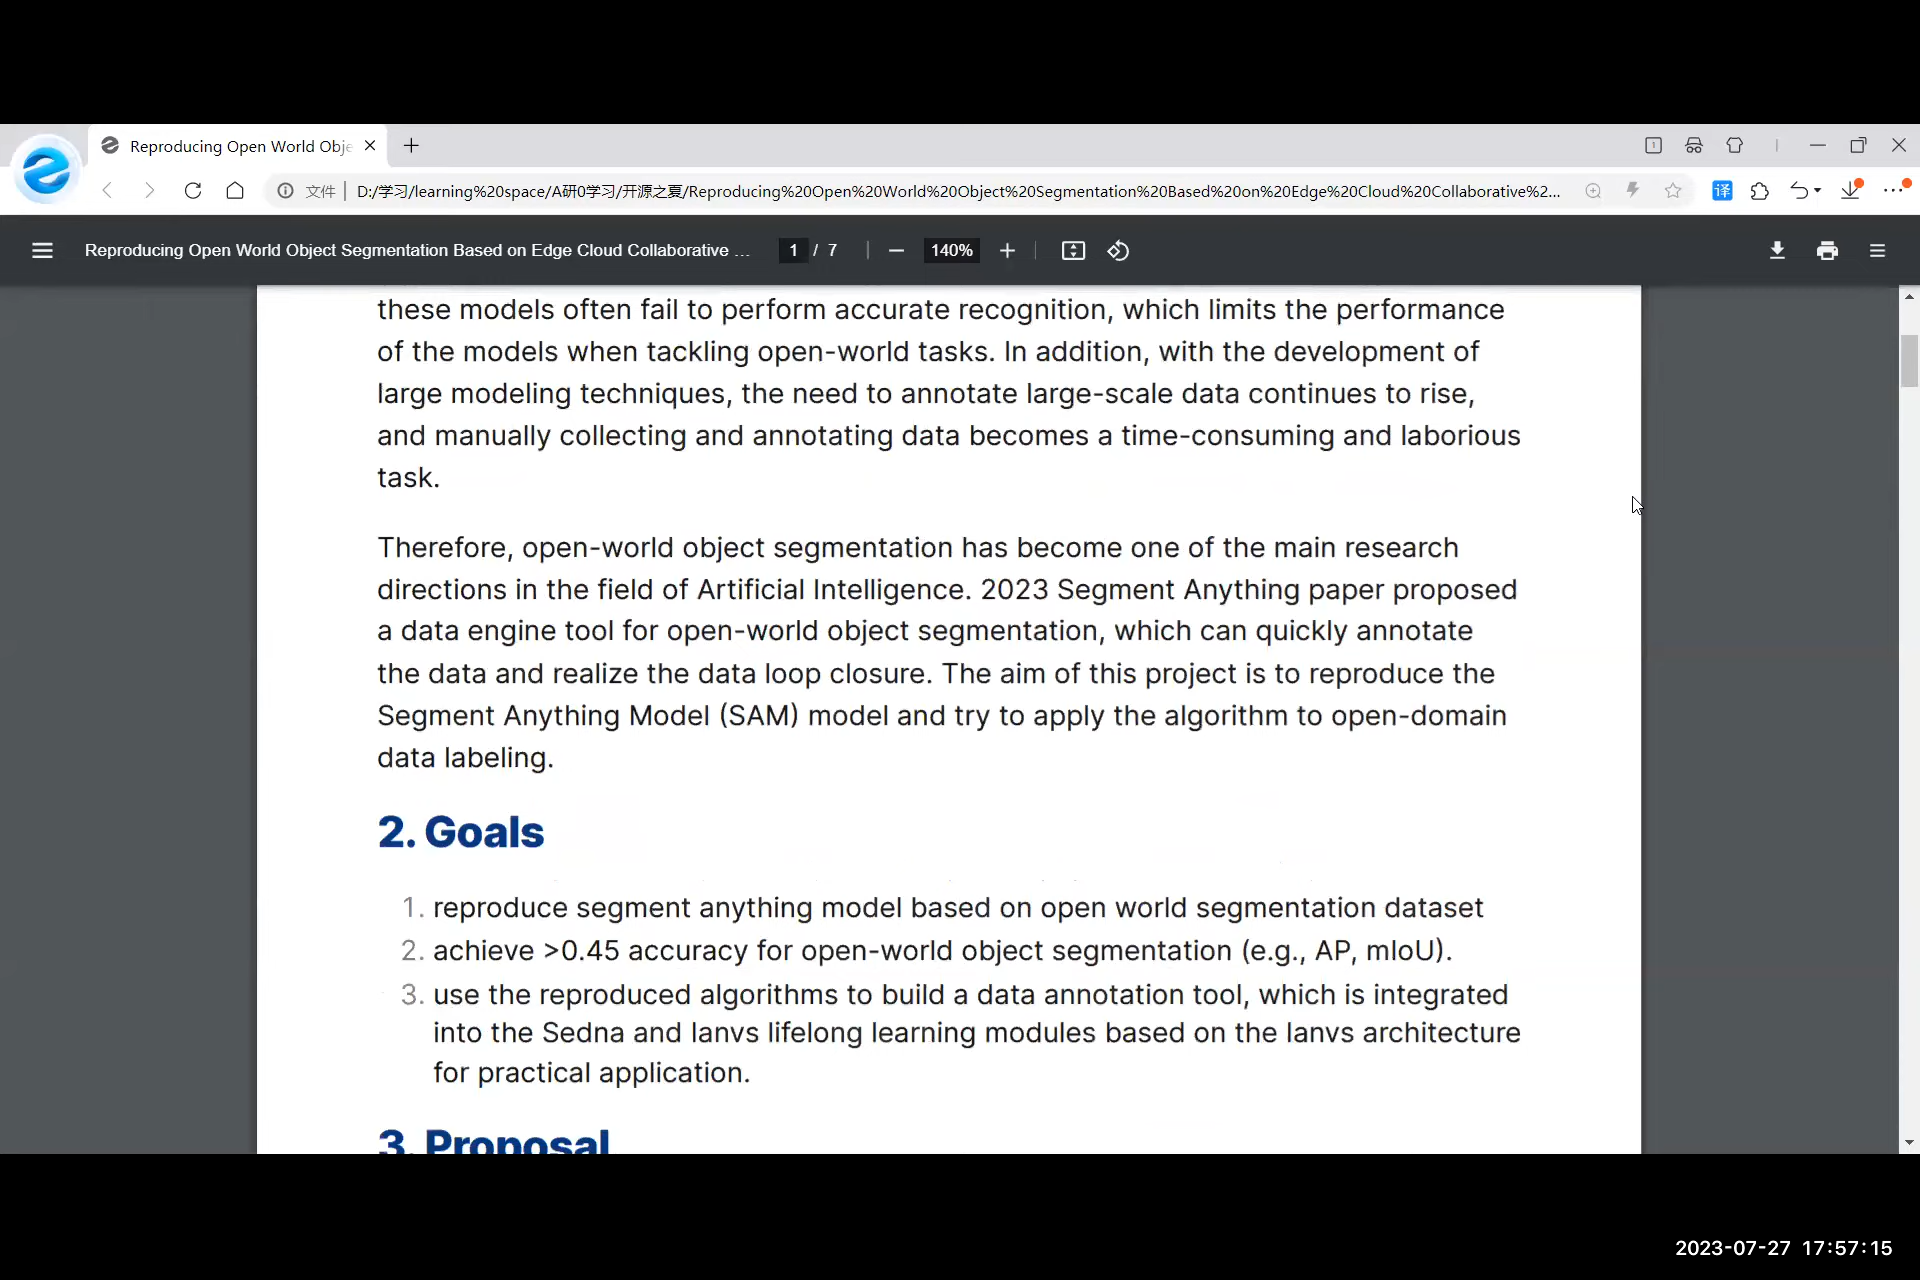 Reproducing Open World Obje
文件 D:/学习/learning%20space/A研0学习/开源之夏/Reproducing%20Open%20World%20Object%20Segmentation%20Based%20on%20Edge%20Cloud%20Collaborative%2...
译
Reproducing Open World Object Segmentation Based on Edge Cloud Collaborative ... 1 / 7 140%
these models often fail to perform accurate recognition, which limits the performance
of the models when tackling open-world tasks. In addition, with the development of
large modeling techniques, the need to annotate large-scale data continues to rise,
and manually collecting and annotating data becomes a time-consuming and laborious
task.
Therefore, open-world object segmentation has become one of the main research
directions in the field of Artificial Intelligence. 2023 Segment Anything paper proposed
a data engine tool for open-world object segmentation, which can quickly annotate
the data and realize the data loop closure. The aim of this project is to reproduce the
Segment Anything Model (SAM) model and try to apply the algorithm to open-domain
data labeling.
2. Goals
1. reproduce segment anything model based on open world segmentation dataset
2. achieve >0.45 accuracy for open-world object segmentation (e.g., AP, mIoU).
3. use the reproduced algorithms to build a data annotation tool, which is integrated
into the Sedna and Ianvs lifelong learning modules based on the Ianvs architecture
for practical application.
3. Proposal
2023-07-27 17:57:15